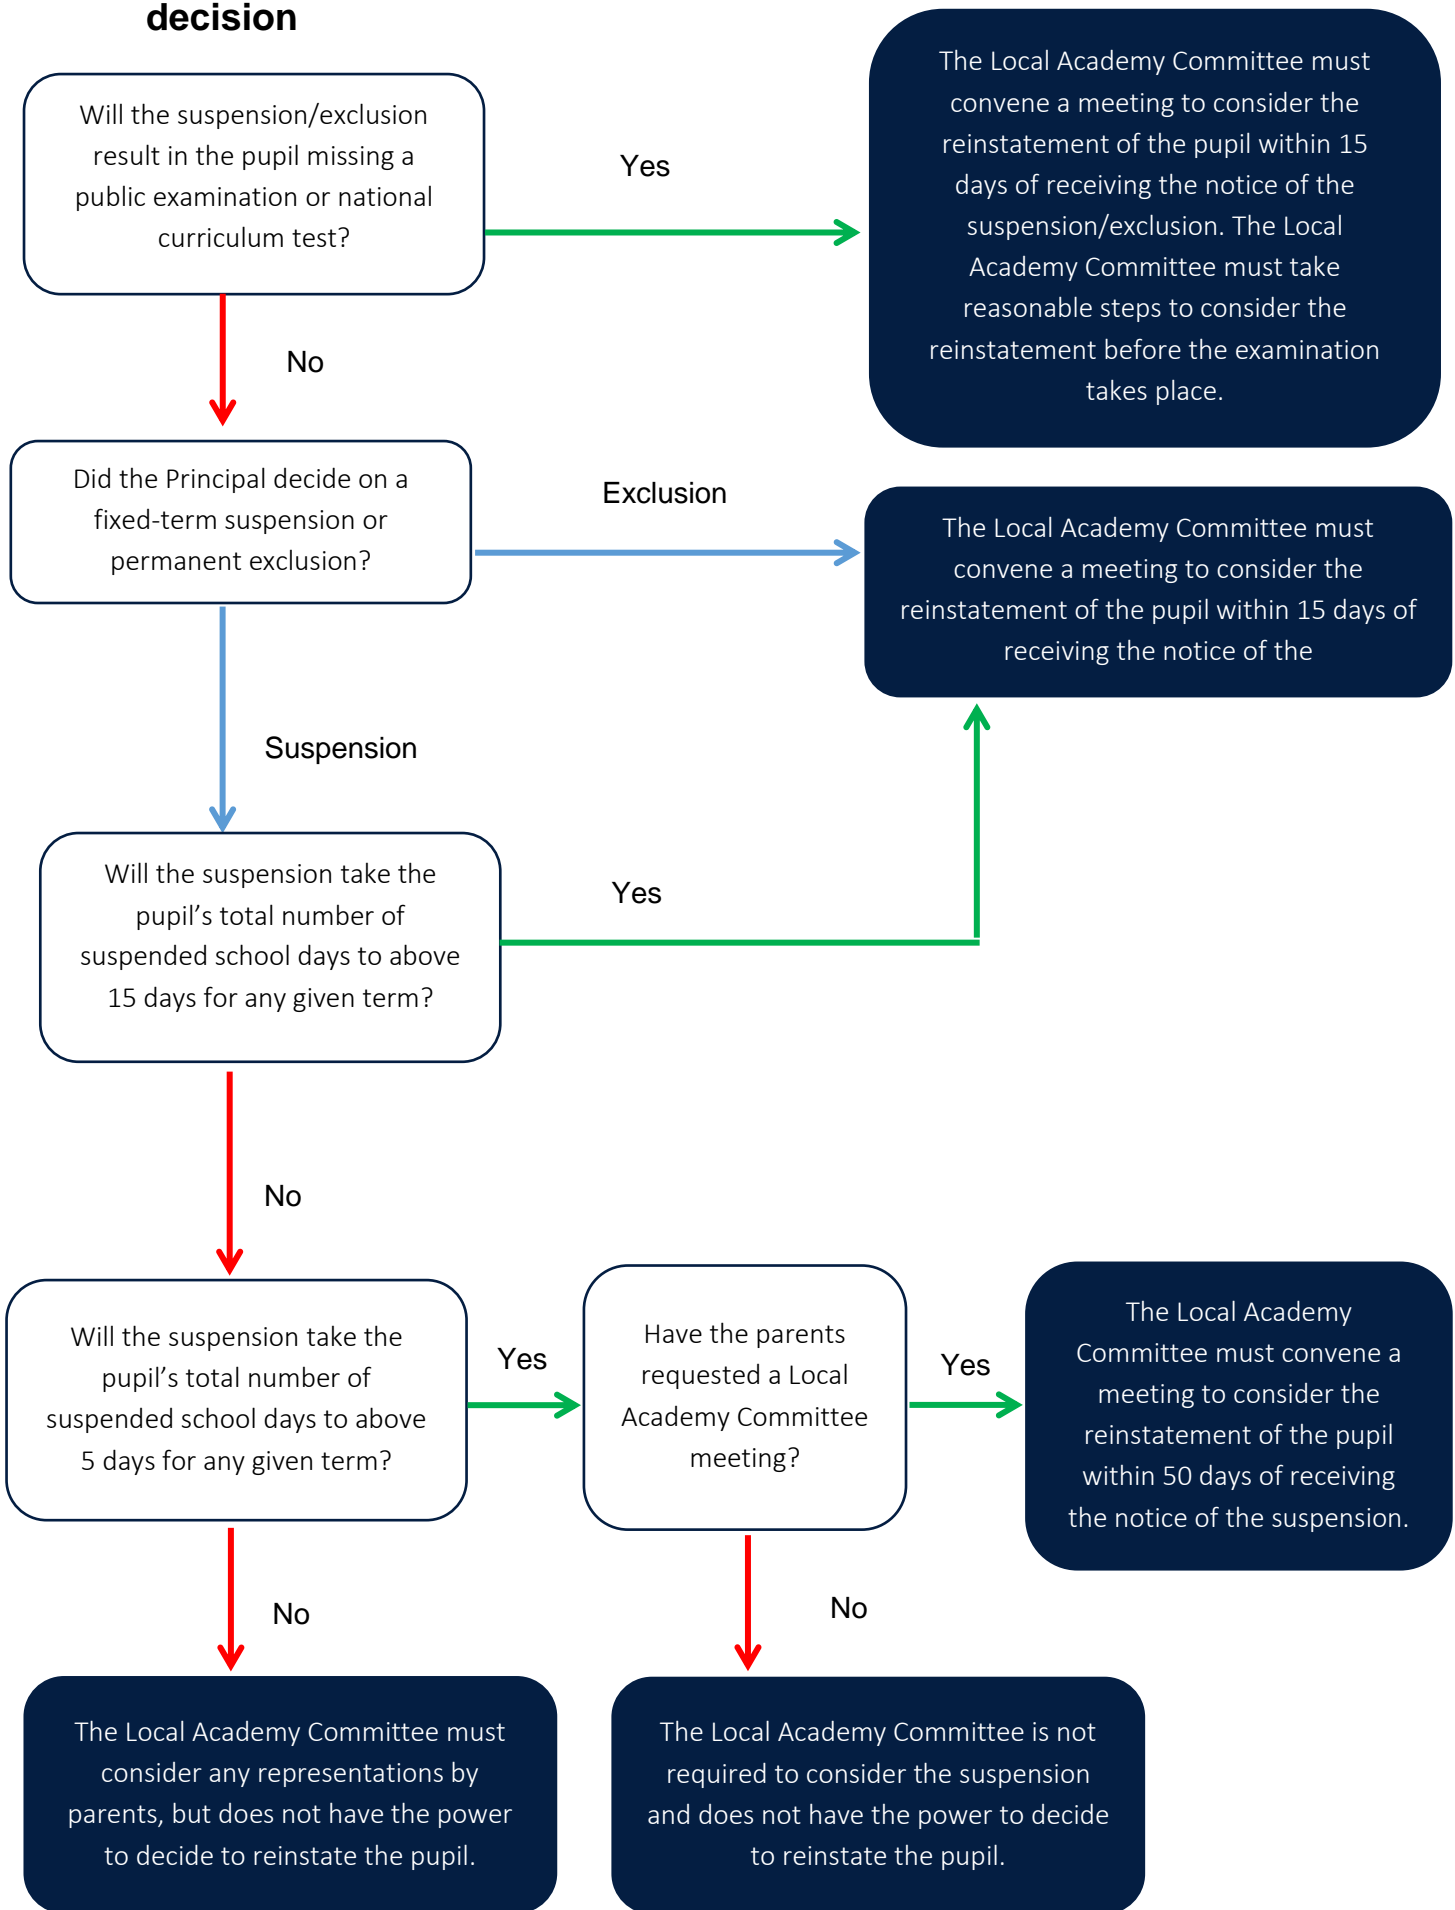 decision
Will the suspension/exclusion
result in the pupil missing a
public examination or national
curriculum test?
Yes
The Local Academy Committee must
convene a meeting to consider the
reinstatement of the pupil within 15
days of receiving the notice of the
suspension/exclusion. The Local
Academy Committee must take
reasonable steps to consider the
reinstatement before the examination
takes place.
No
Did the Principal decide on a
fixed-term suspension or
permanent exclusion?
Exclusion
The Local Academy Committee must
convene a meeting to consider the
reinstatement of the pupil within 15 days of
receiving the notice of the
Suspension
Will the suspension take the
pupil’s total number of
suspended school days to above
15 days for any given term?
Yes
No
Will the suspension take the
pupil’s total number of
suspended school days to above
5 days for any given term?
Yes
Have the parents
requested a Local
Academy Committee
meeting?
Yes
The Local Academy
Committee must convene a
meeting to consider the
reinstatement of the pupil
within 50 days of receiving
the notice of the suspension.
No
No
The Local Academy Committee must
consider any representations by
parents, but does not have the power
to decide to reinstate the pupil.
The Local Academy Committee is not
required to consider the suspension
and does not have the power to decide
to reinstate the pupil.